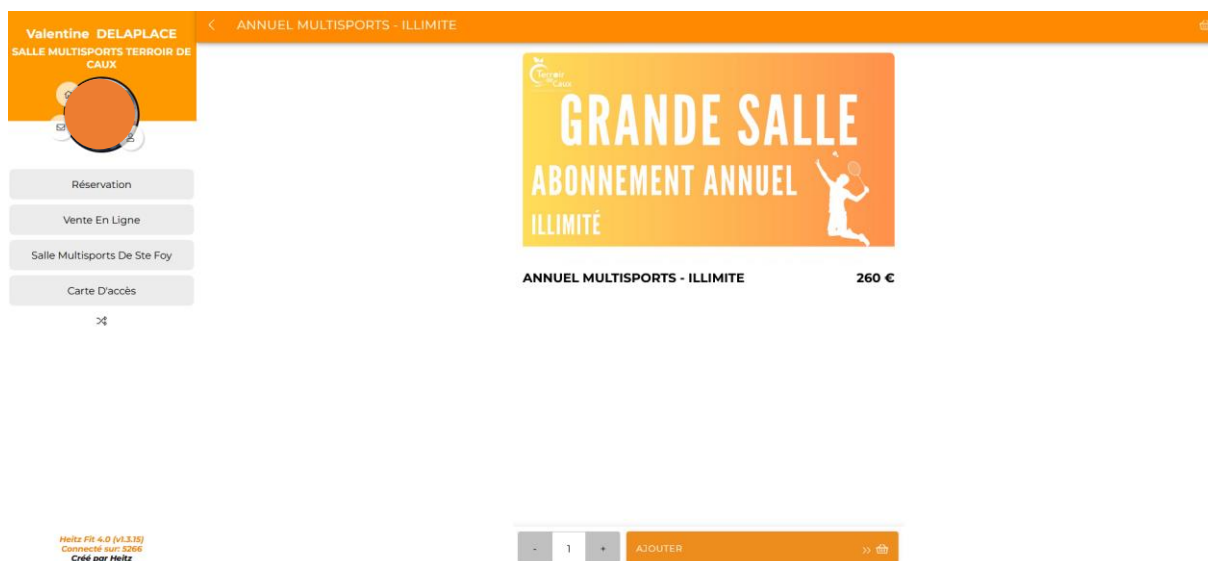 Valentine DELAPLACE
SALLE MULTISPORTS TERROIR DE
CAUX
Réservation
Vente En Ligne
Salle Multisports De Ste Foy
Carte D'accès
Heitz Fit 4.0 (v1.3.15)
Connecté sur: 5266
Créé par Heitz
ANNUEL MULTISPORTS - ILLIMITE
Terroir
de Caux
GRANDE SALLE
ABONNEMENT ANNUEL
ILLIMITÉ
ANNUEL MULTISPORTS - ILLIMITE 260 €
- 1 + AJOUTER >>